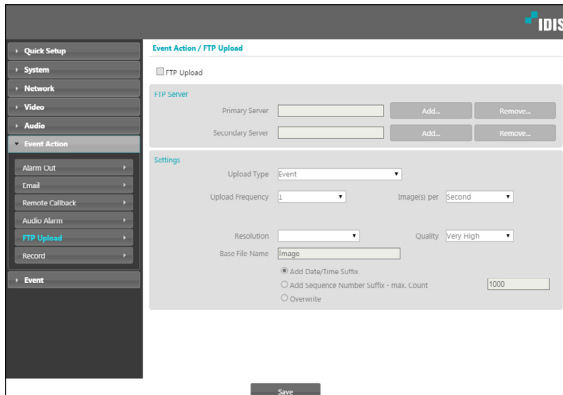 IDIS
Quick Setup
System
Network
Video
Audio
Event Action
Alarm Out
Email
Remote Callback
Audio Alarm
FTP Upload
Record
Event
Event Action / FTP Upload
FTP Upload
FTP Server
Primary Server Add... Remove...
Secondary Server Add... Remove...
Settings
Upload Type Event
Upload Frequency 1 Image(s) per Second
Resolution Quality Very High
Base File Name Image
Add Date/Time Suffix
Add Sequence Number Suffix - max. Count 1000
Overwrite
Save